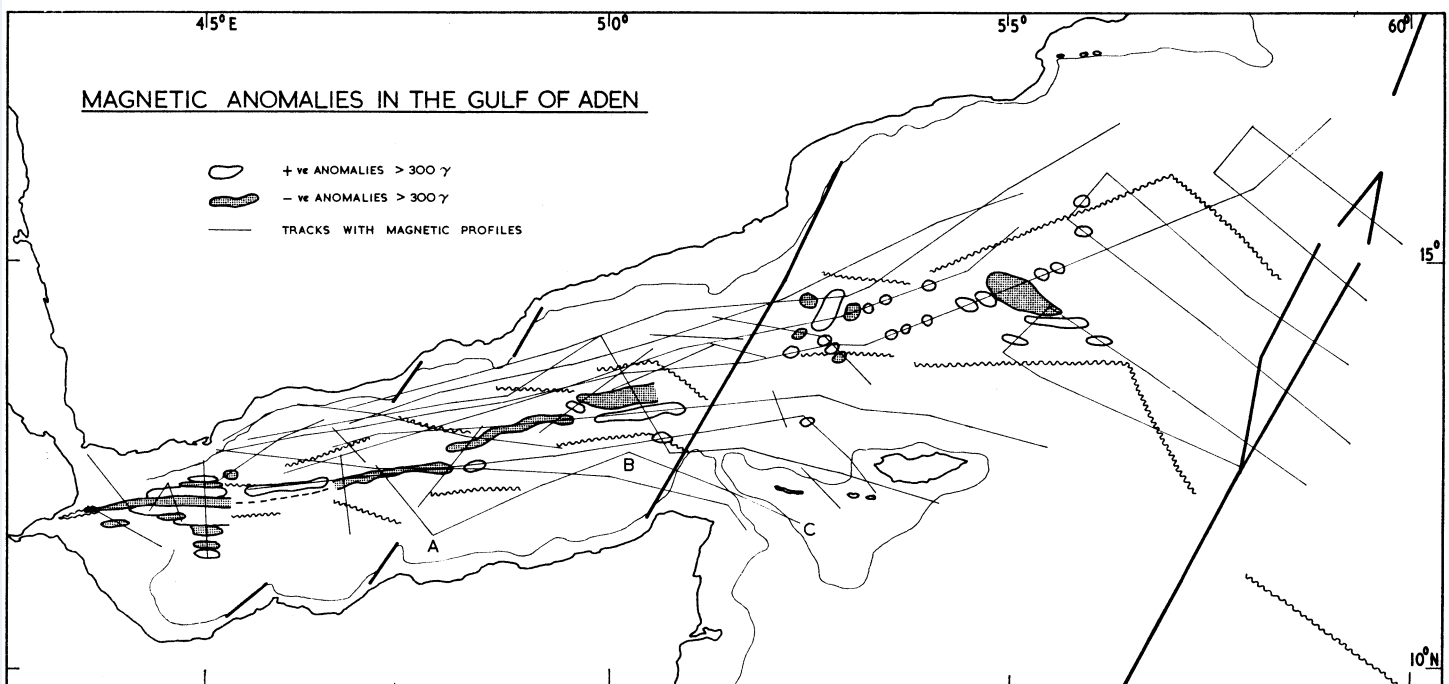 45°E 50° 55° 60°
MAGNETIC ANOMALIES IN THE GULF OF ADEN
+ve ANOMALIES > 300 γ
-ve ANOMALIES > 300 γ
TRACKS WITH MAGNETIC PROFILES
15°
B
C
A
10°N